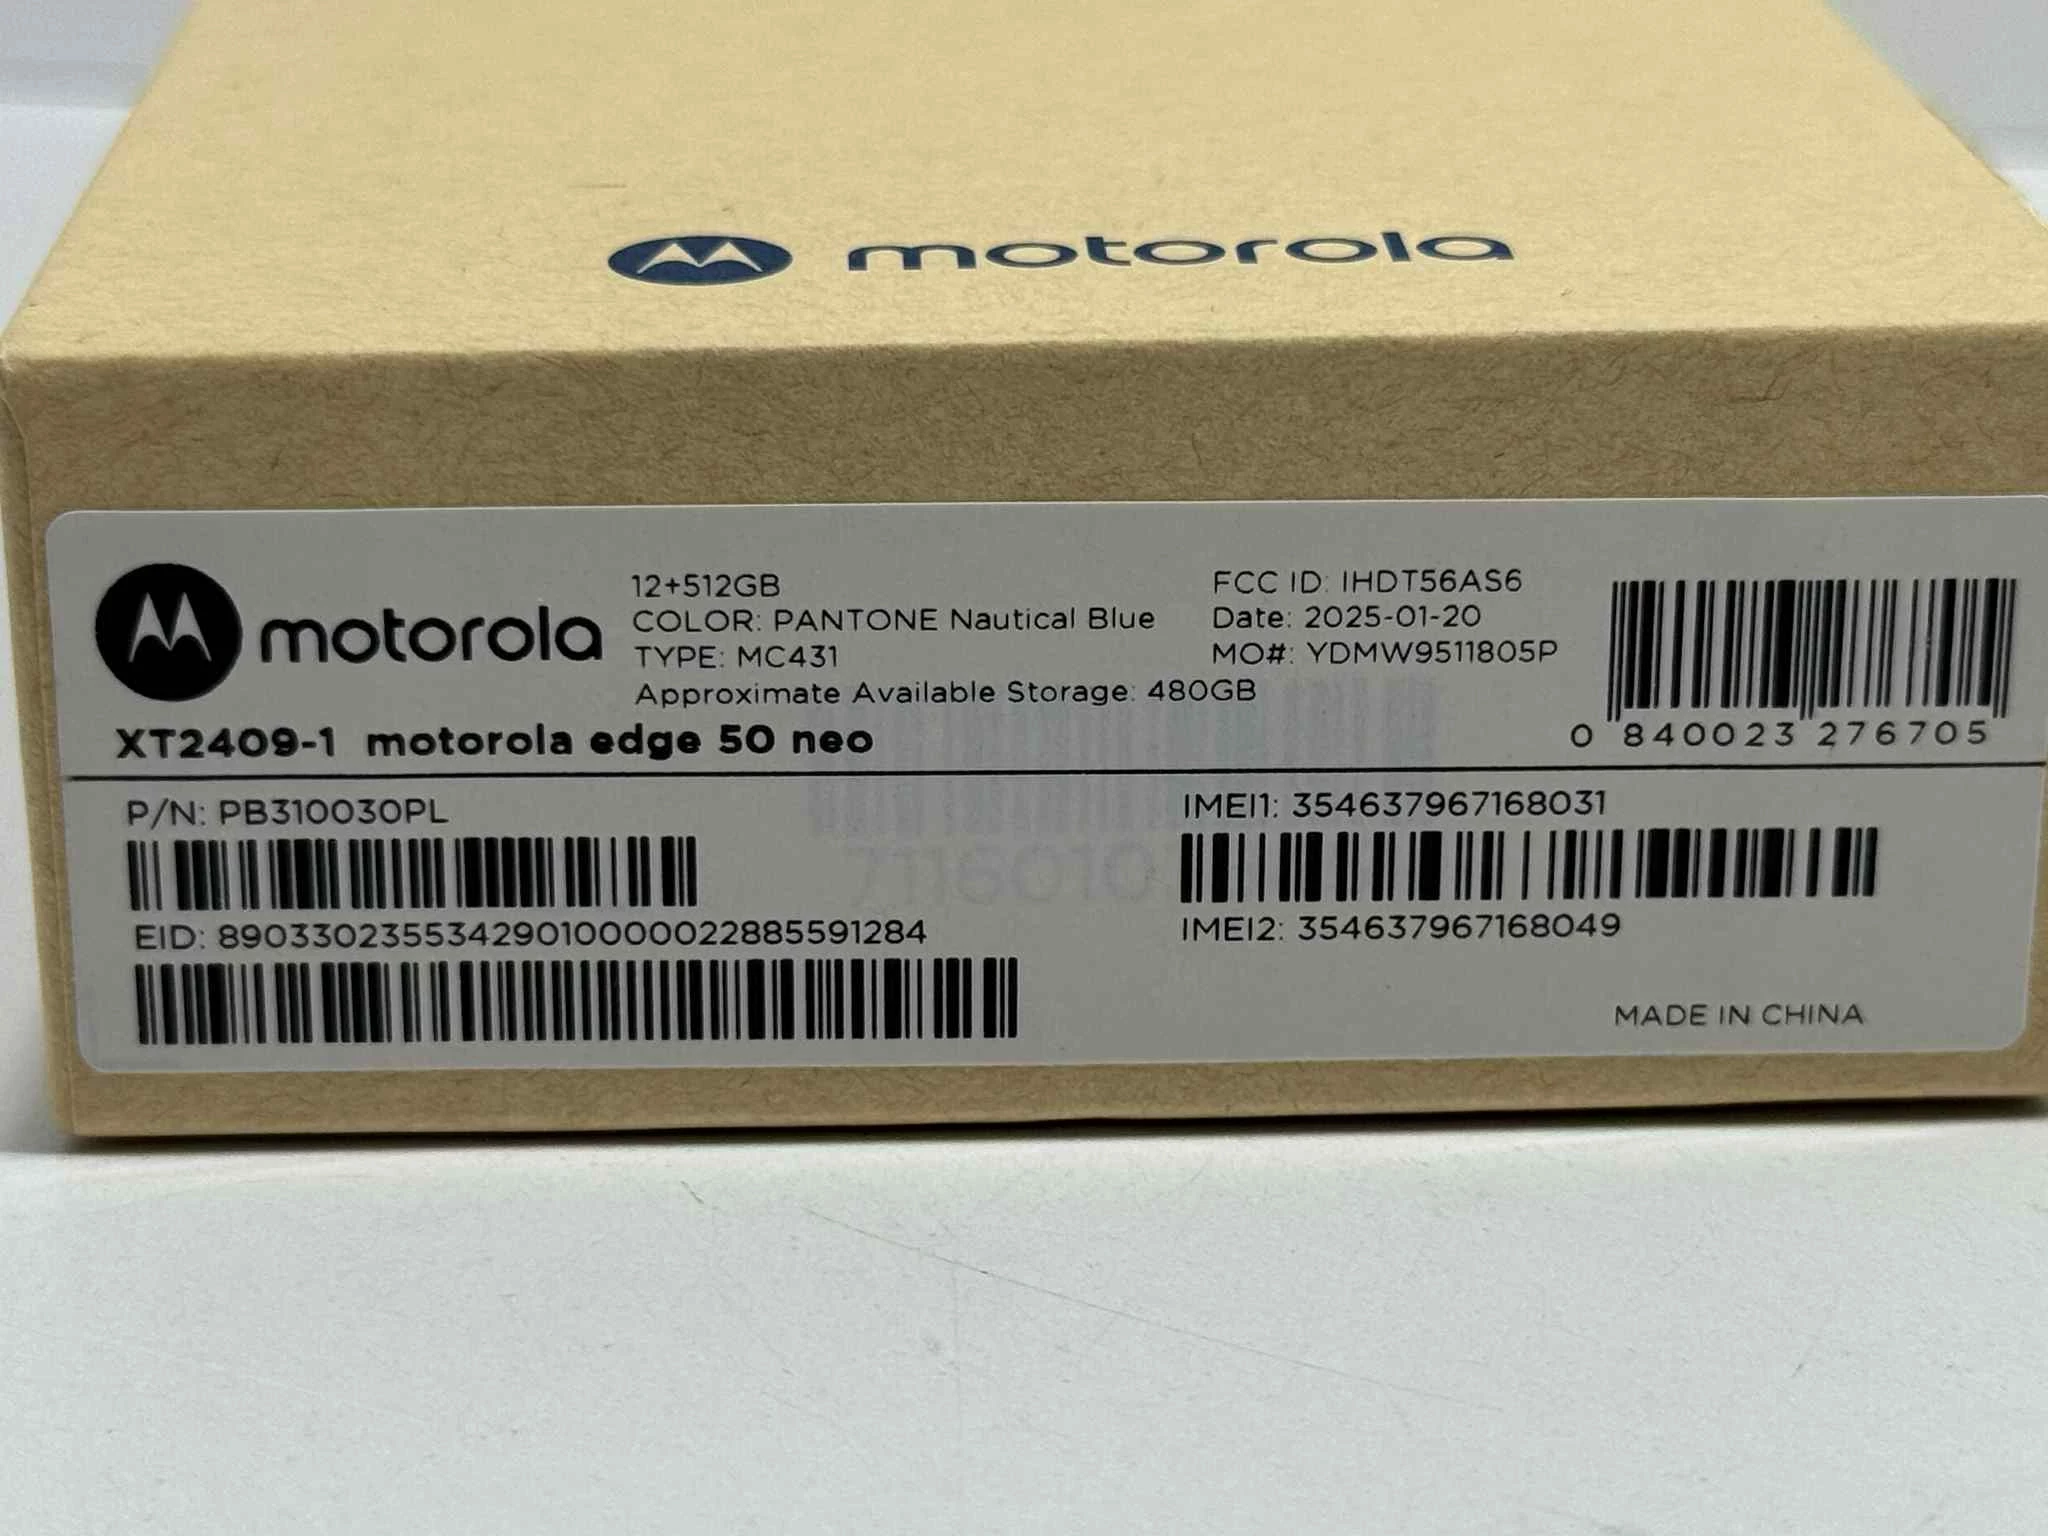 motorola
motorola
12+512GB
COLOR: PANTONE Nautical Blue
TYPE: MC431
Approximate Available Storage: 480GB
FCC ID: IHDT56AS6
Date: 2025-01-20
MO#: YDMW9511805P
0 840023 276705
XT2409-1 motorola edge 50 neo
P/N: PB310030PL
EID: 89033023553429010000022885591284
IMEI1: 354637967168031
IMEI2: 354637967168049
MADE IN CHINA